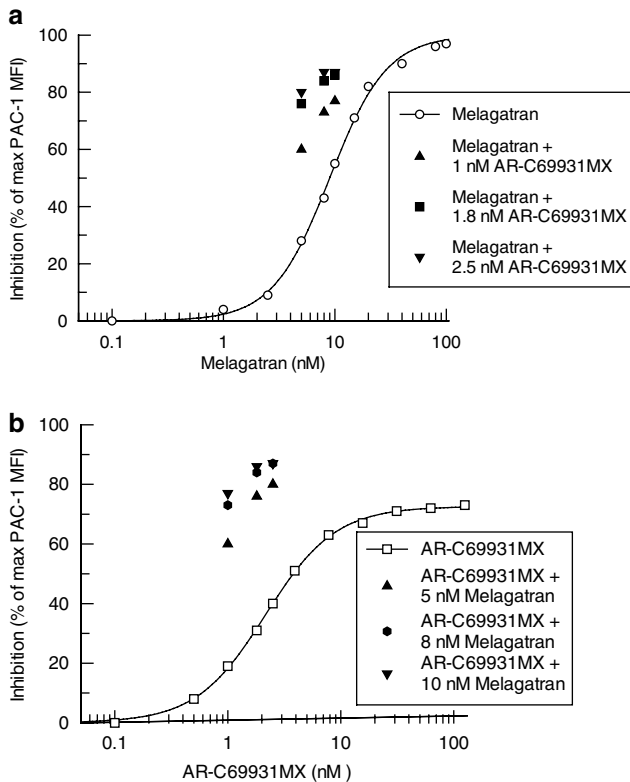 a
100
80
60
40
20
0
Inhibition (% of max PAC-1 MFI)
0.1 1 10 100
Melagatran (nM)
Melagatran
Melagatran +
1 nM AR-C69931MX
Melagatran +
1.8 nM AR-C69931MX
Melagatran +
2.5 nM AR-C69931MX
b
100
80
60
40
20
0
Inhibition (% of max PAC-1 MFI)
0.1 1 10 100
AR-C69931MX (nM )
AR-C69931MX
AR-C69931MX +
5 nM Melagatran
AR-C69931MX +
8 nM Melagatran
AR-C69931MX +
10 nM Melagatran